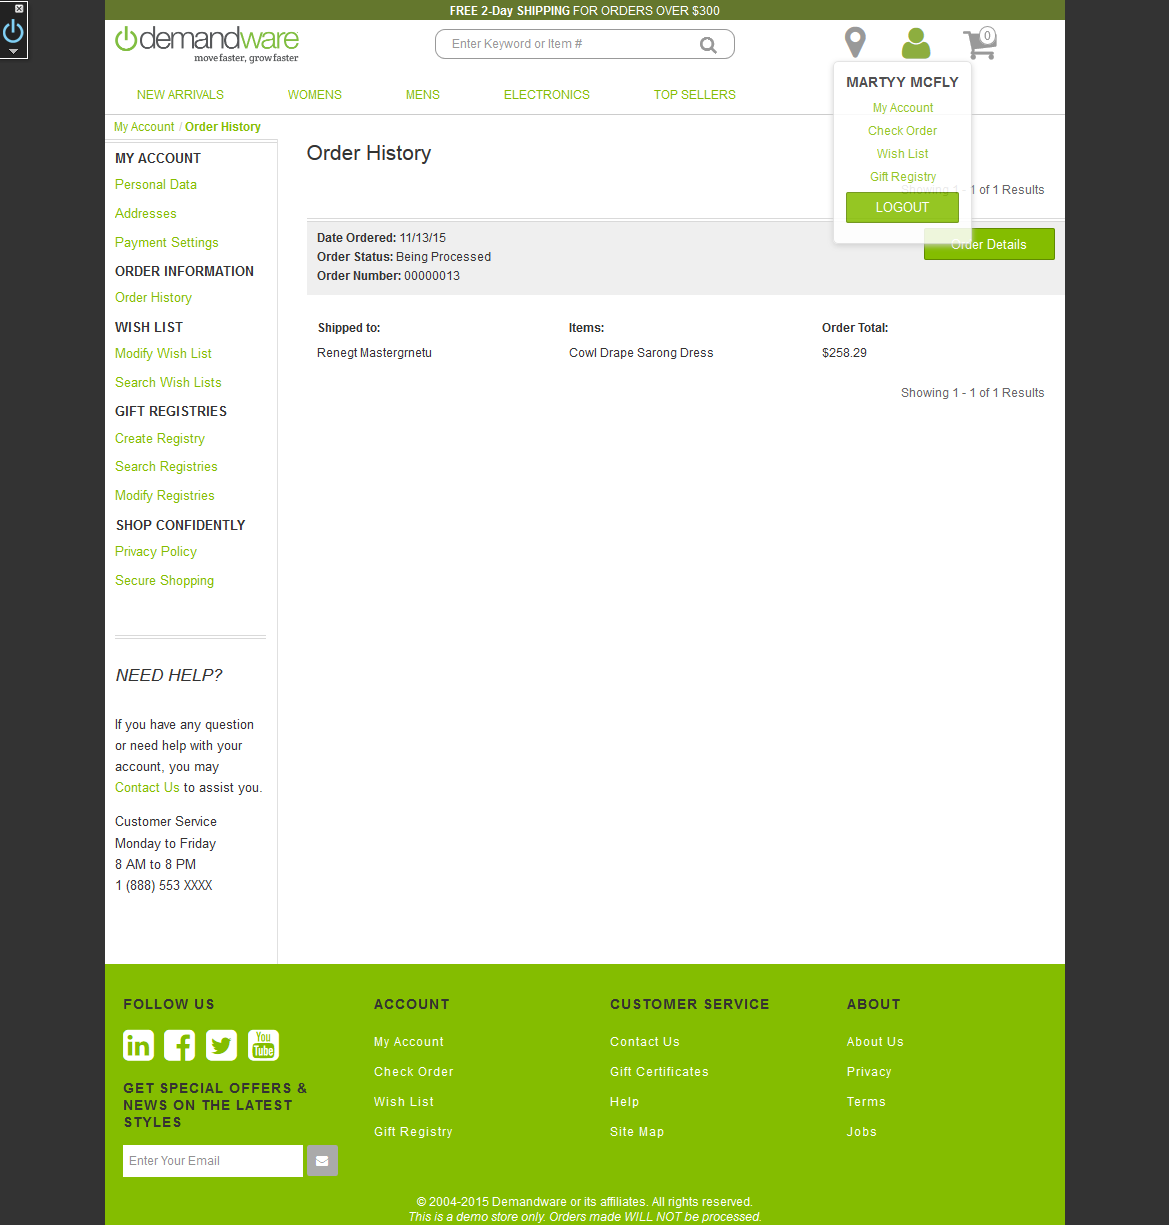 FREE 2-Day SHIPPING FOR ORDERS OVER $300
demandware
move faster, grow faster
Enter Keyword or Item #
0
NEW ARRIVALS
WOMENS
MENS
ELECTRONICS
TOP SELLERS
MARTYY MCFLY
My Account
Check Order
Wish List
Gift Registry
LOGOUT
My Account / Order History
MY ACCOUNT
Personal Data
Addresses
Payment Settings
ORDER INFORMATION
Order History
WISH LIST
Modify Wish List
Search Wish Lists
GIFT REGISTRIES
Create Registry
Search Registries
Modify Registries
SHOP CONFIDENTLY
Privacy Policy
Secure Shopping
NEED HELP?
If you have any question
or need help with your
account, you may
Contact Us to assist you.
Customer Service
Monday to Friday
8 AM to 8 PM
1 (888) 553 XXXX
Order History
Showing 1 - 1 of 1 Results
Date Ordered: 11/13/15
Order Status: Being Processed
Order Number: 00000013
Order Details
Shipped to:
Renegt Mastergrnetu
Items:
Cowl Drape Sarong Dress
Order Total:
$258.29
Showing 1 - 1 of 1 Results
FOLLOW US
in
You
Tube
GET SPECIAL OFFERS &
NEWS ON THE LATEST
STYLES
Enter Your Email
ACCOUNT
My Account
Check Order
Wish List
Gift Registry
CUSTOMER SERVICE
Contact Us
Gift Certificates
Help
Site Map
ABOUT
About Us
Privacy
Terms
Jobs
© 2004-2015 Demandware or its affiliates. All rights reserved.
This is a demo store only. Orders made WILL NOT be processed.